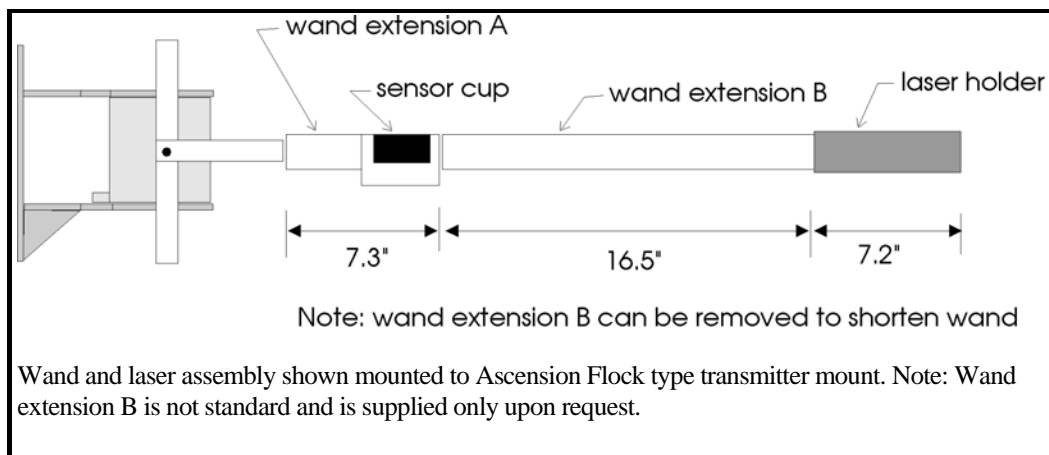 wand extension A
sensor cup
wand extension B
laser holder
7.3"
16.5"
7.2"
Note: wand extension B can be removed to shorten wand
Wand and laser assembly shown mounted to Ascension Flock type transmitter mount. Note: Wand
extension B is not standard and is supplied only upon request.